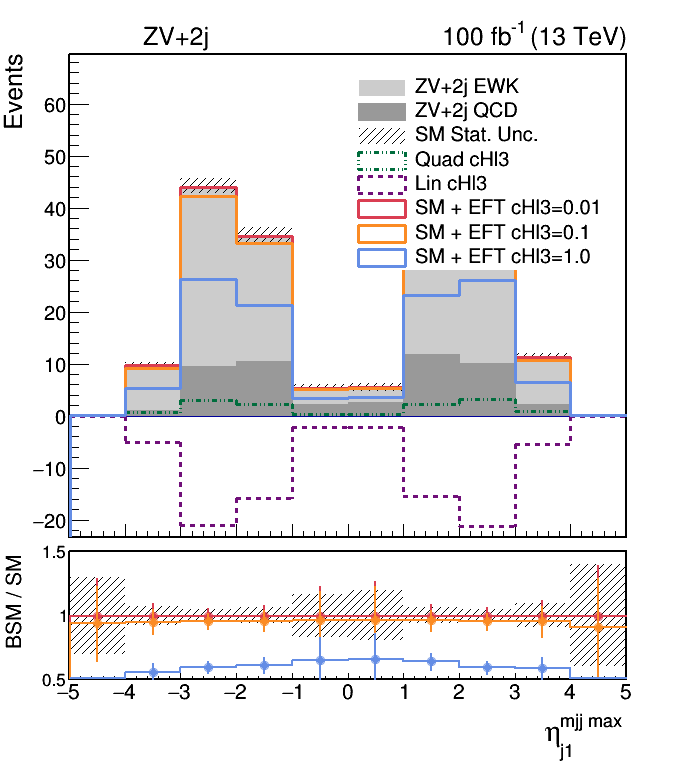 ZV+2j 100 fb⁻¹ (13 TeV)
Events
60
50
40
30
20
10
0
−10
−20
ZV+2j EWK
ZV+2j QCD
SM Stat. Unc.
Quad cHl3
Lin cHl3
SM + EFT cHl3=0.01
SM + EFT cHl3=0.1
SM + EFT cHl3=1.0
BSM / SM
1.5
1
0.5
−5 −4 −3 −2 −1 0 1 2 3 4 5
η_{j1}^{mjj max}